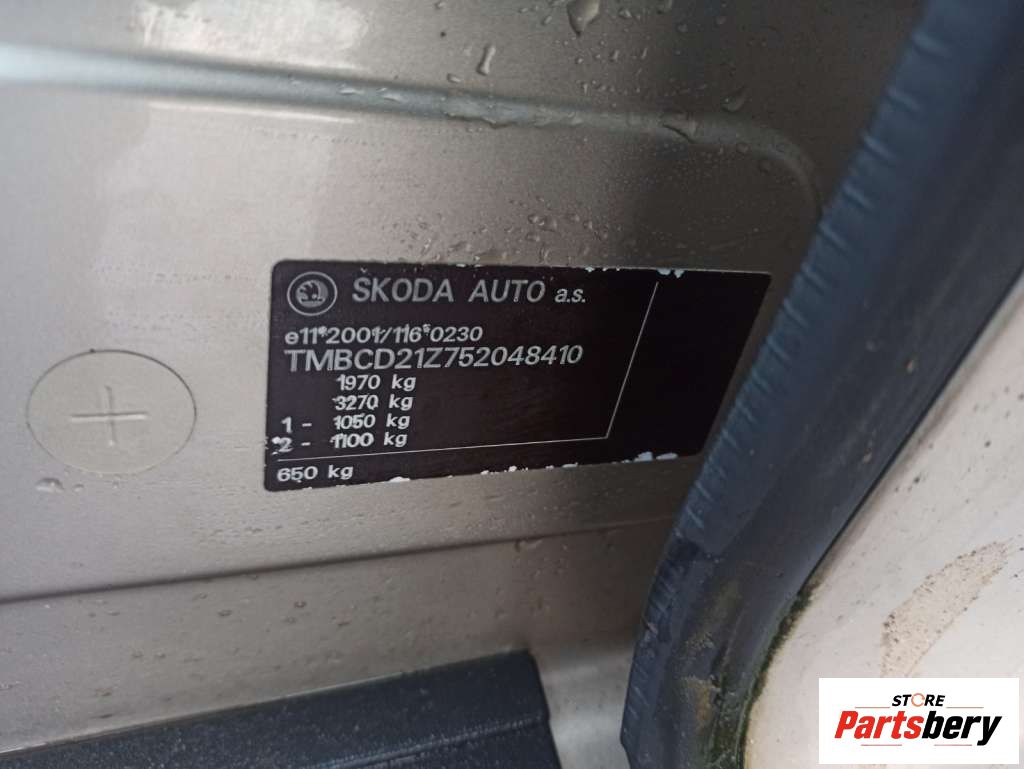 ŠKODA AUTO a.s.
e11*2001/116*0230
TMBCD21Z752048410
1970 kg
3270 kg
1 - 1050 kg
2 - 1100 kg
650 kg
STORE
Partsbery